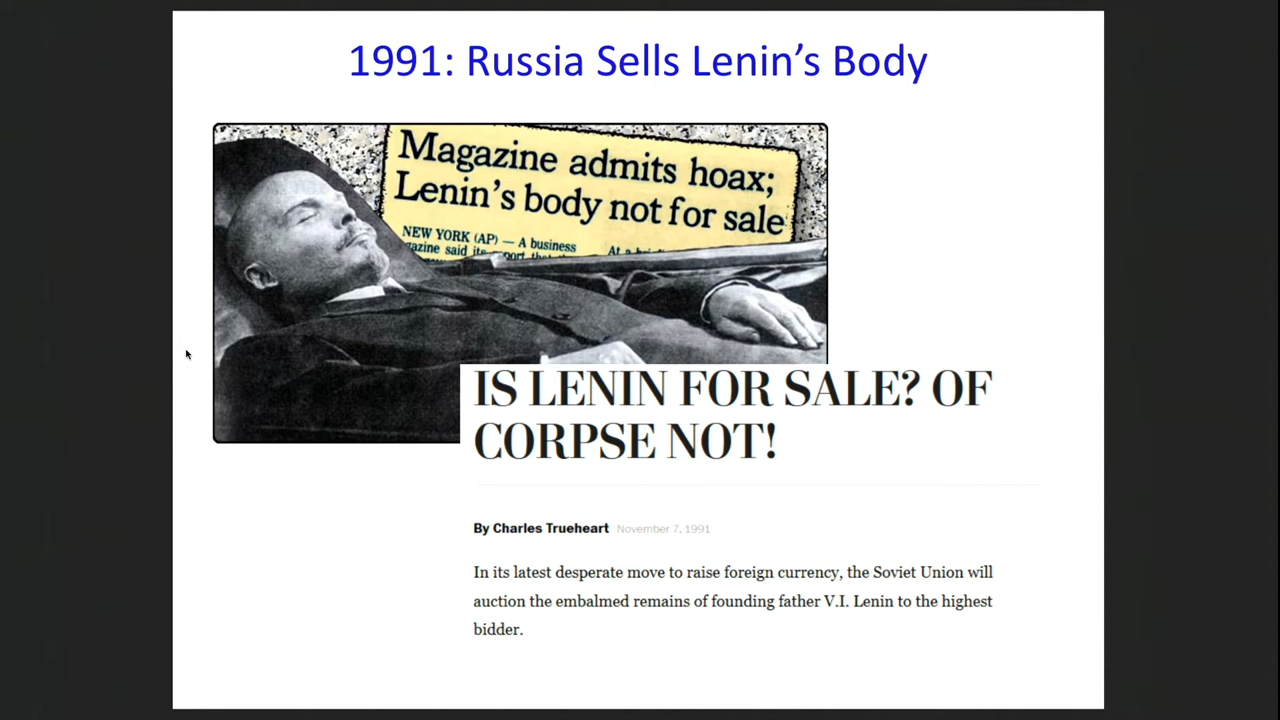 1991: Russia Sells Lenin’s Body
Magazine admits hoax;
Lenin’s body not for sale
NEW YORK (AP) — A business
IS LENIN FOR SALE? OF
CORPSE NOT!
By Charles Trueheart November 7, 1991
In its latest desperate move to raise foreign currency, the Soviet Union will
auction the embalmed remains of founding father V.I. Lenin to the highest
bidder.